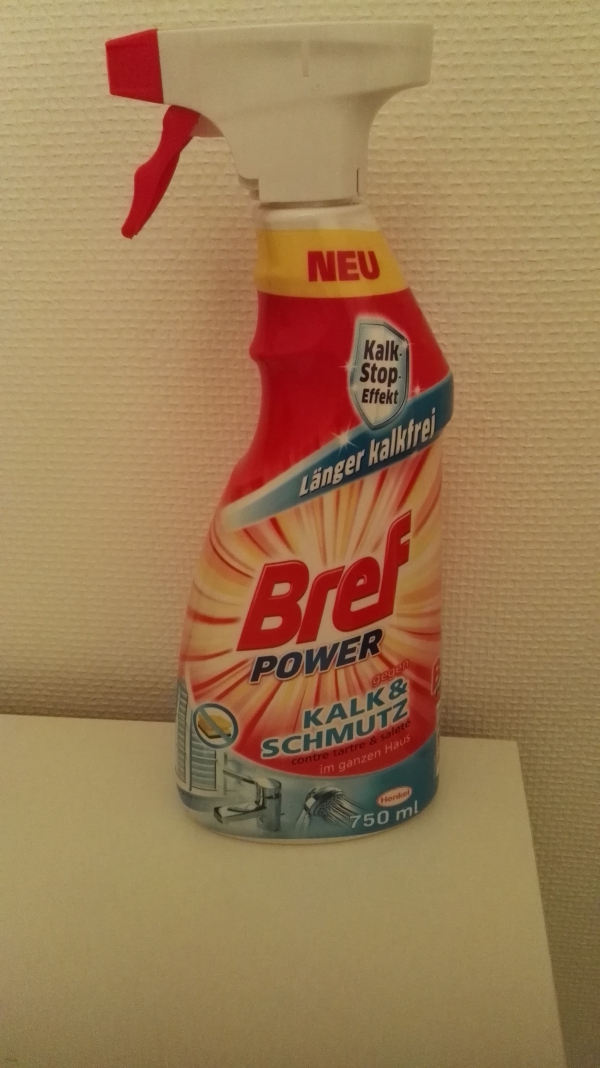 NEU
Kalk-
Stop-
Effekt
Länger kalkfrei
Bref
POWER
gegen
KALK &
SCHMUTZ
contre tartre & saleté
im ganzen Haus
Henkel
750 ml